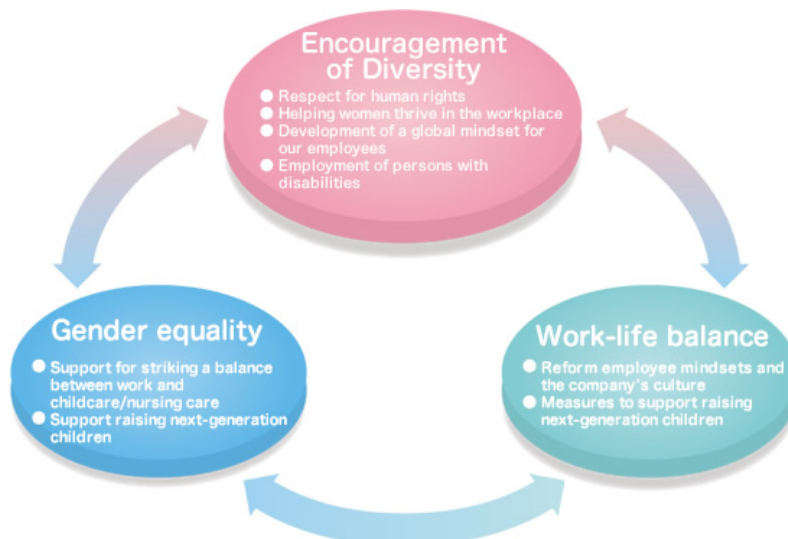 Encouragement
of Diversity
● Respect for human rights
● Helping women thrive in the workplace
● Development of a global mindset for
our employees
● Employment of persons with
disabilities
Gender equality
● Support for striking a balance
between work and
childcare/nursing care
● Support raising next-generation
children
Work-life balance
● Reform employee mindsets and
the company's culture
● Measures to support raising
next-generation children